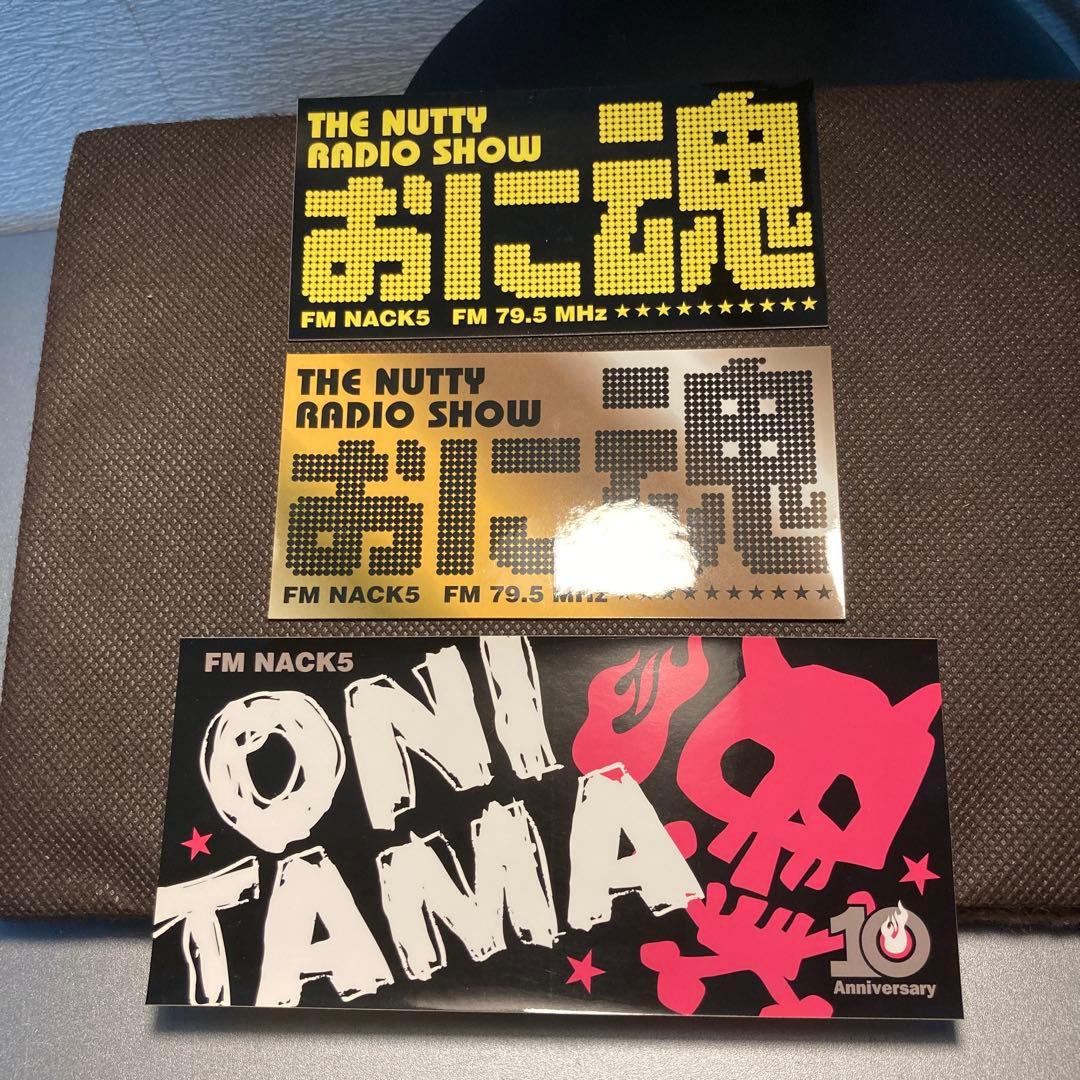 THE NUTTY
RADIO SHOW
おに魂
FM NACK5 FM 79.5 MHz ★★★★★★★★★★
THE NUTTY
RADIO SHOW
おに魂
FM NACK5 FM 79.5 MHz ★★★★★★★★★★
FM NACK5
ONI
TAMA
10
Anniversary